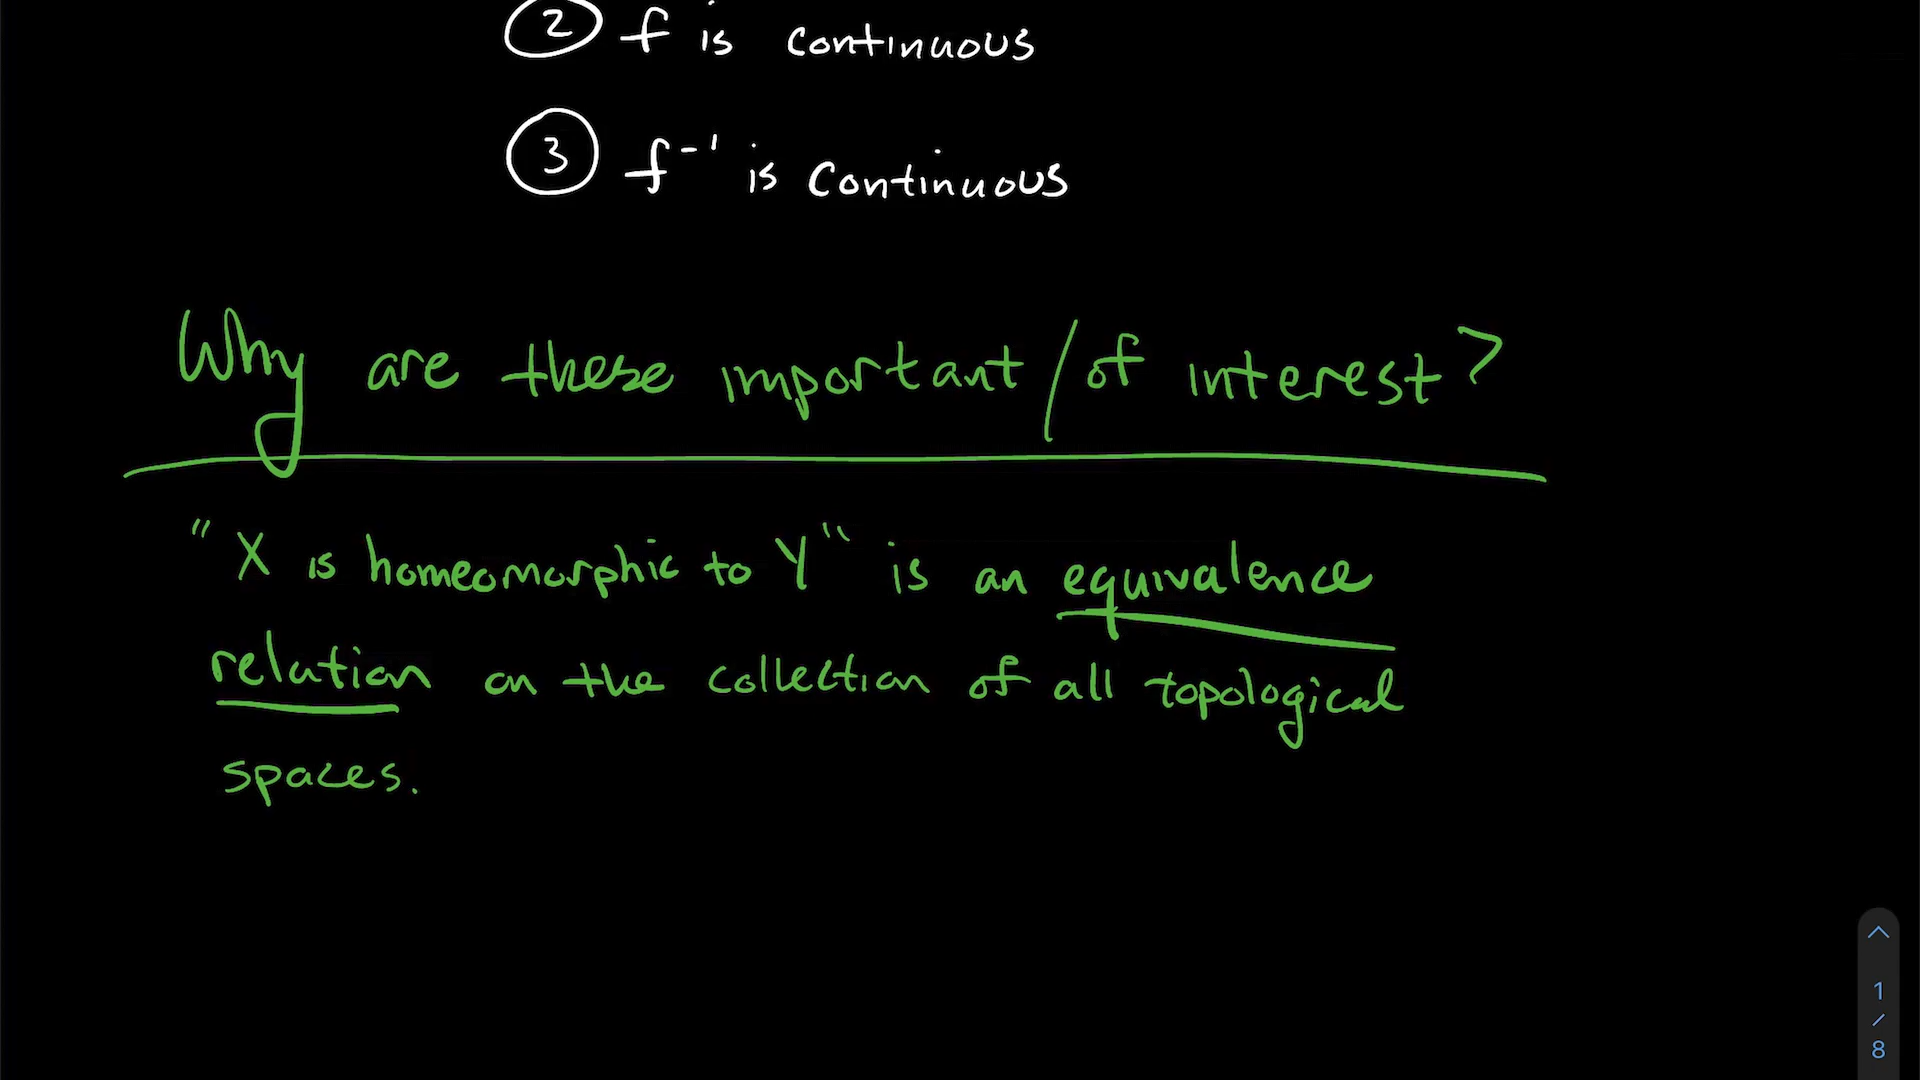 ② f is continuous
③ f⁻¹ is continuous
Why are these important / of interest?
"X is homeomorphic to Y" is an equivalence
relation on the collection of all topological
spaces.
1
/
8